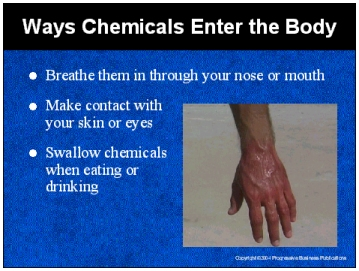 Ways Chemicals Enter the Body
Breathe them in through your nose or mouth
Make contact with
your skin or eyes
Swallow chemicals
when eating or
drinking
Copyright ©2004 Progressive Business Publications